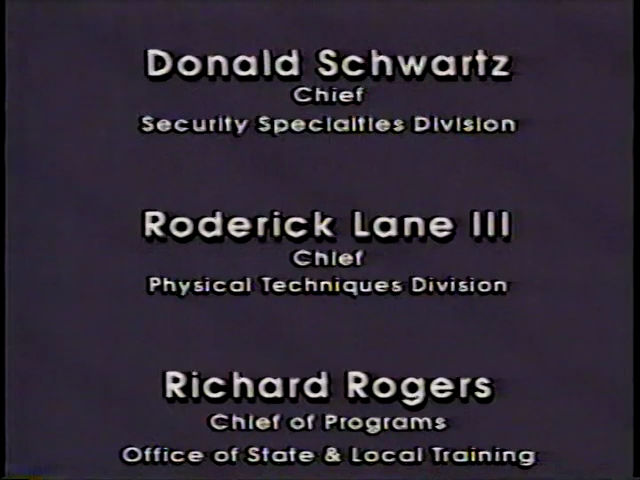 Donald Schwartz
Chief
Security Specialties Division
Roderick Lane III
Chief
Physical Techniques Division
Richard Rogers
Chief of Programs
Office of State & Local Training